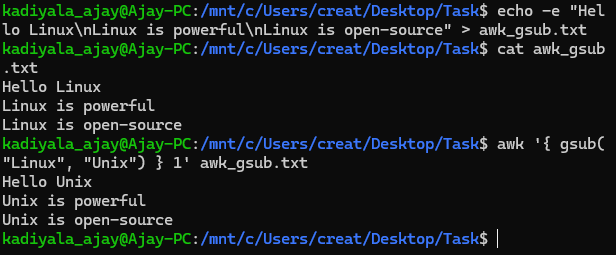 kadiyala_ajay@Ajay-PC:/mnt/c/Users/creat/Desktop/Task$ echo -e "Hel
lo Linux\nLinux is powerful\nLinux is open-source" > awk_gsub.txt
kadiyala_ajay@Ajay-PC:/mnt/c/Users/creat/Desktop/Task$ cat awk_gsub
.txt
Hello Linux
Linux is powerful
Linux is open-source
kadiyala_ajay@Ajay-PC:/mnt/c/Users/creat/Desktop/Task$ awk '{ gsub(
"Linux", "Unix") } 1' awk_gsub.txt
Hello Unix
Unix is powerful
Unix is open-source
kadiyala_ajay@Ajay-PC:/mnt/c/Users/creat/Desktop/Task$